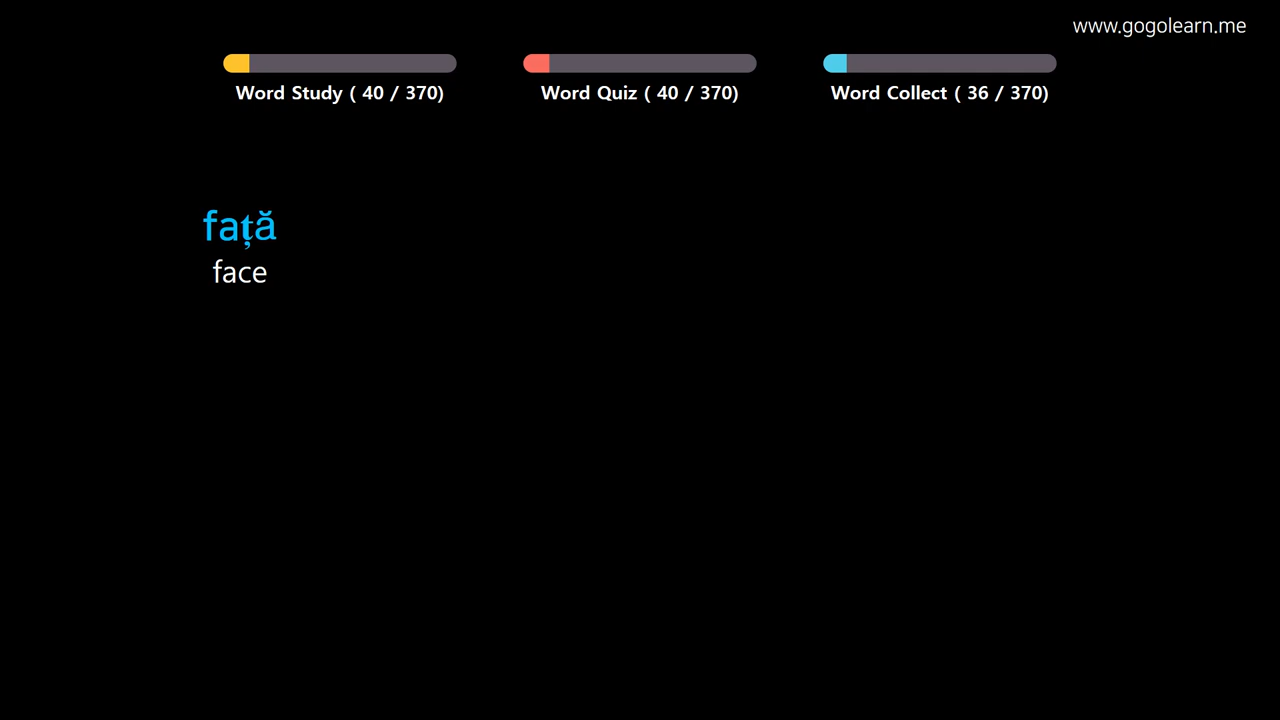 www.gogolearn.me
Word Study ( 40 / 370)
Word Quiz ( 40 / 370)
Word Collect ( 36 / 370)
față
face